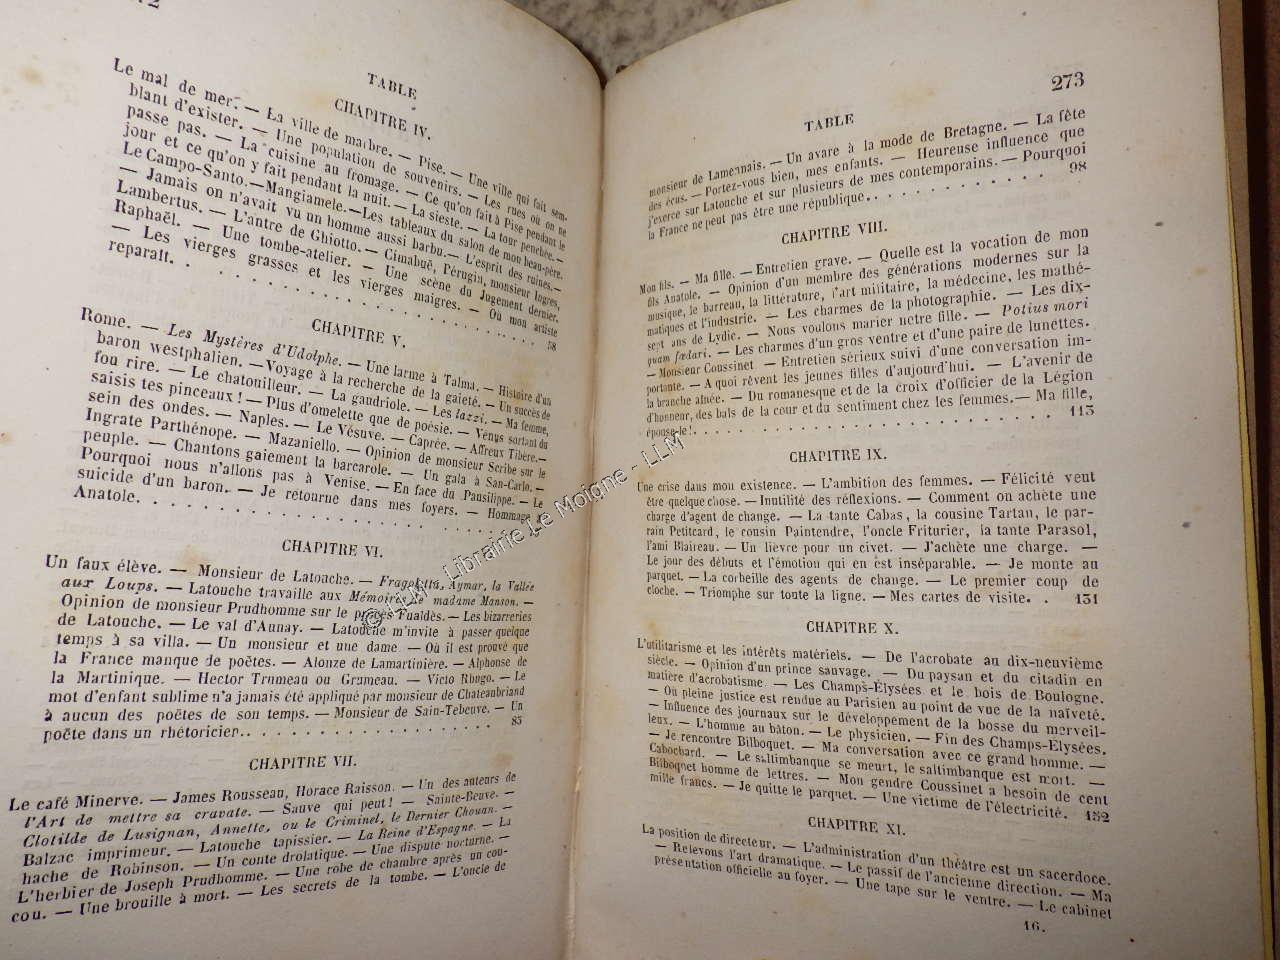 TABLE
CHAPITRE IV.
Le mal de mer. — La ville de marbre. — Pise. — Une ville qui fait sem-
blant d'exister. — Une population de souvenirs. — Les rues où on ne
passe pas. — La cuisine au fromage. — Ce qu'on fait à Pise pendant le
jour et ce qu'on y fait pendant la nuit. — La sieste. — La tour penchée. —
Le Campo-Santo. — Mangiamele. — Les tableaux du salon de mon beau-père.
— Jamais on n'avait vu un homme aussi barbu. — L'esprit des ruines. —
Lambertus. — L'antre de Ghiotto. — Cimabuë, Pérugin, monsieur Ingres,
Raphaël. — Une tombe-atelier. — Une scène du Jugement dernier.
— Les vierges grasses et les vierges maigres. — Où mon artiste
reparaît. . . . . . . . . . . . . . . . 58
CHAPITRE V.
Rome. — Les Mystères d'Udolphe. — Une larme à Talma. — Histoire d'un
baron westphalien. — Voyage à la recherche de la gaieté. — Un succès de
fou rire. — Le chatouilleur. — La gaudriole. — Les lazzi. — Ma femme,
saisis tes pinceaux! — Plus d'omelette que de poésie. — Vénus sortant du
sein des ondes. — Naples. — Le Vésuve. — Caprée. — Affreux Tibère. —
Ingrate Parthénope. — Mazaniello. — Opinion de monsieur Scribe sur le
peuple. — Chantons gaiement la barcarole. — Un gala à San-Carlo. —
Pourquoi nous n'allons pas à Venise. — En face du Pausilippe. — Le
suicide d'un baron. — Je retourne dans mes foyers. — Hommage à
Anatole. . . . . . . . . . . . . . . .
CHAPITRE VI.
Un faux élève. — Monsieur de Latouche. — Fragoletta, Aymar, la Vallée
aux Loups. — Latouche travaille aux Mémoires de madame Manson. —
Opinion de monsieur Prudhomme sur le procès Fualdès. — Les bizarreries
de Latouche. — Le val d'Aunay. — Latouche m'invite à passer quelque
temps à sa villa. — Un monsieur et une dame — Où il est prouvé que
la France manque de poëtes. — Alonze de Lamartinière. — Alphonse de
la Martinique. — Hector Trumeau ou Grameau. — Victo Rhugo. — Le
mot d'enfant sublime n'a jamais été appliqué par monsieur de Chateaubriand
à aucun des poëtes de son temps. — Monsieur de Sain-Tebeuve. — Un
poëte dans un rhétoricien. . . . . . . . . . . . . . . . 85
CHAPITRE VII.
Le café Minerve. — James Rousseau, Horace Raisson. — Un des auteurs de
l'Art de mettre sa cravate. — Sauve qui peut! — Sainte-Beuve. —
Clotilde de Lusignan, Annette, ou le Criminel, le Dernier Chouan. —
Balzac imprimeur. — Latouche tapissier. — La Reine d'Espagne. — La
hache de Robinson. — Un conte drolatique. — Une dispute nocturne. —
L'herbier de Joseph Prudhomme. — Une robe de chambre après un cou-
cou. — Une brouille à mort. — Les secrets de la tombe. — L'oncle de
TABLE 273
monsieur de Lamennais. — Un avare à la mode de Bretagne. — La fête
des écus. — Portez-vous bien, mes enfants. — Heureuse influence que
j'exerce sur Latouche et sur plusieurs de mes contemporains. — Pourquoi
la France ne peut pas être une république. . . . . . . . . . . . 98
CHAPITRE VIII.
Mon fils. — Ma fille. — Entretien grave. — Quelle est la vocation de mon
fils Anatole. — Opinion d'un membre des générations modernes sur la
musique, le barreau, la littérature, l'art militaire, la médecine, les mathé-
matiques et l'industrie. — Les charmes de la photographie. — Les dix-
sept ans de Lydie. — Nous voulons marier notre fille. — Potius mori
quam fœdari. — Les charmes d'un gros ventre et d'une paire de lunettes.
— Monsieur Coussinet — Entretien sérieux suivi d'une conversation im-
portante. — A quoi rêvent les jeunes filles d'aujourd'hui. — L'avenir de
la branche aînée. — Du romanesque et de la croix d'officier de la Légion
d'honneur, des bals de la cour et du sentiment chez les femmes. — Ma fille,
épouse-le! . . . . . . . . . . . . . . . . 113
CHAPITRE IX.
Une crise dans mon existence. — L'ambition des femmes. — Félicité veut
être quelque chose. — Inutilité des réflexions. — Comment on achète une
charge d'agent de change. — La tante Cabas, la cousine Tartan, le par-
rain Petitcard, le cousin Paintendre, l'oncle Friturier, la tante Parasol,
l'ami Blaireau. — Un lièvre pour un civet. — J'achète une charge. —
Le jour des débuts et l'émotion qui en est inséparable. — Je monte au
parquet. — La corbeille des agents de change. — Le premier coup de
cloche. — Triomphe sur toute la ligne. — Mes cartes de visite. . . 131
CHAPITRE X.
L'utilitarisme et les intérêts matériels. — De l'acrobate au dix-neuvième
siècle. — Opinion d'un prince sauvage. — Du paysan et du citadin en
matière d'acrobatisme. — Les Champs-Élysées et le bois de Boulogne.
— Où pleine justice est rendue au Parisien au point de vue de la naïveté.
— Influence des journaux sur le développement de la bosse du merveil-
leux. — L'homme au bâton. — Le physicien. — Fin des Champs-Élysées.
— Je rencontre Bilboquet. — Ma conversation avec ce grand homme. —
Cabochard. — Le saltimbanque se meurt, le saltimbanque est mort. —
Bilboquet homme de lettres. — Mon gendre Coussinet a besoin de cent
mille francs. — Je quitte le parquet. — Une victime de l'électricité. 152
CHAPITRE XI.
La position de directeur. — L'administration d'un théâtre est un sacerdoce.
— Relevons l'art dramatique. — Le passif de l'ancienne direction. — Ma
présentation officielle au foyer. — Une tape sur le ventre. — Le cabinet
16.
© LLM - Librairie Le Moigne - LLM